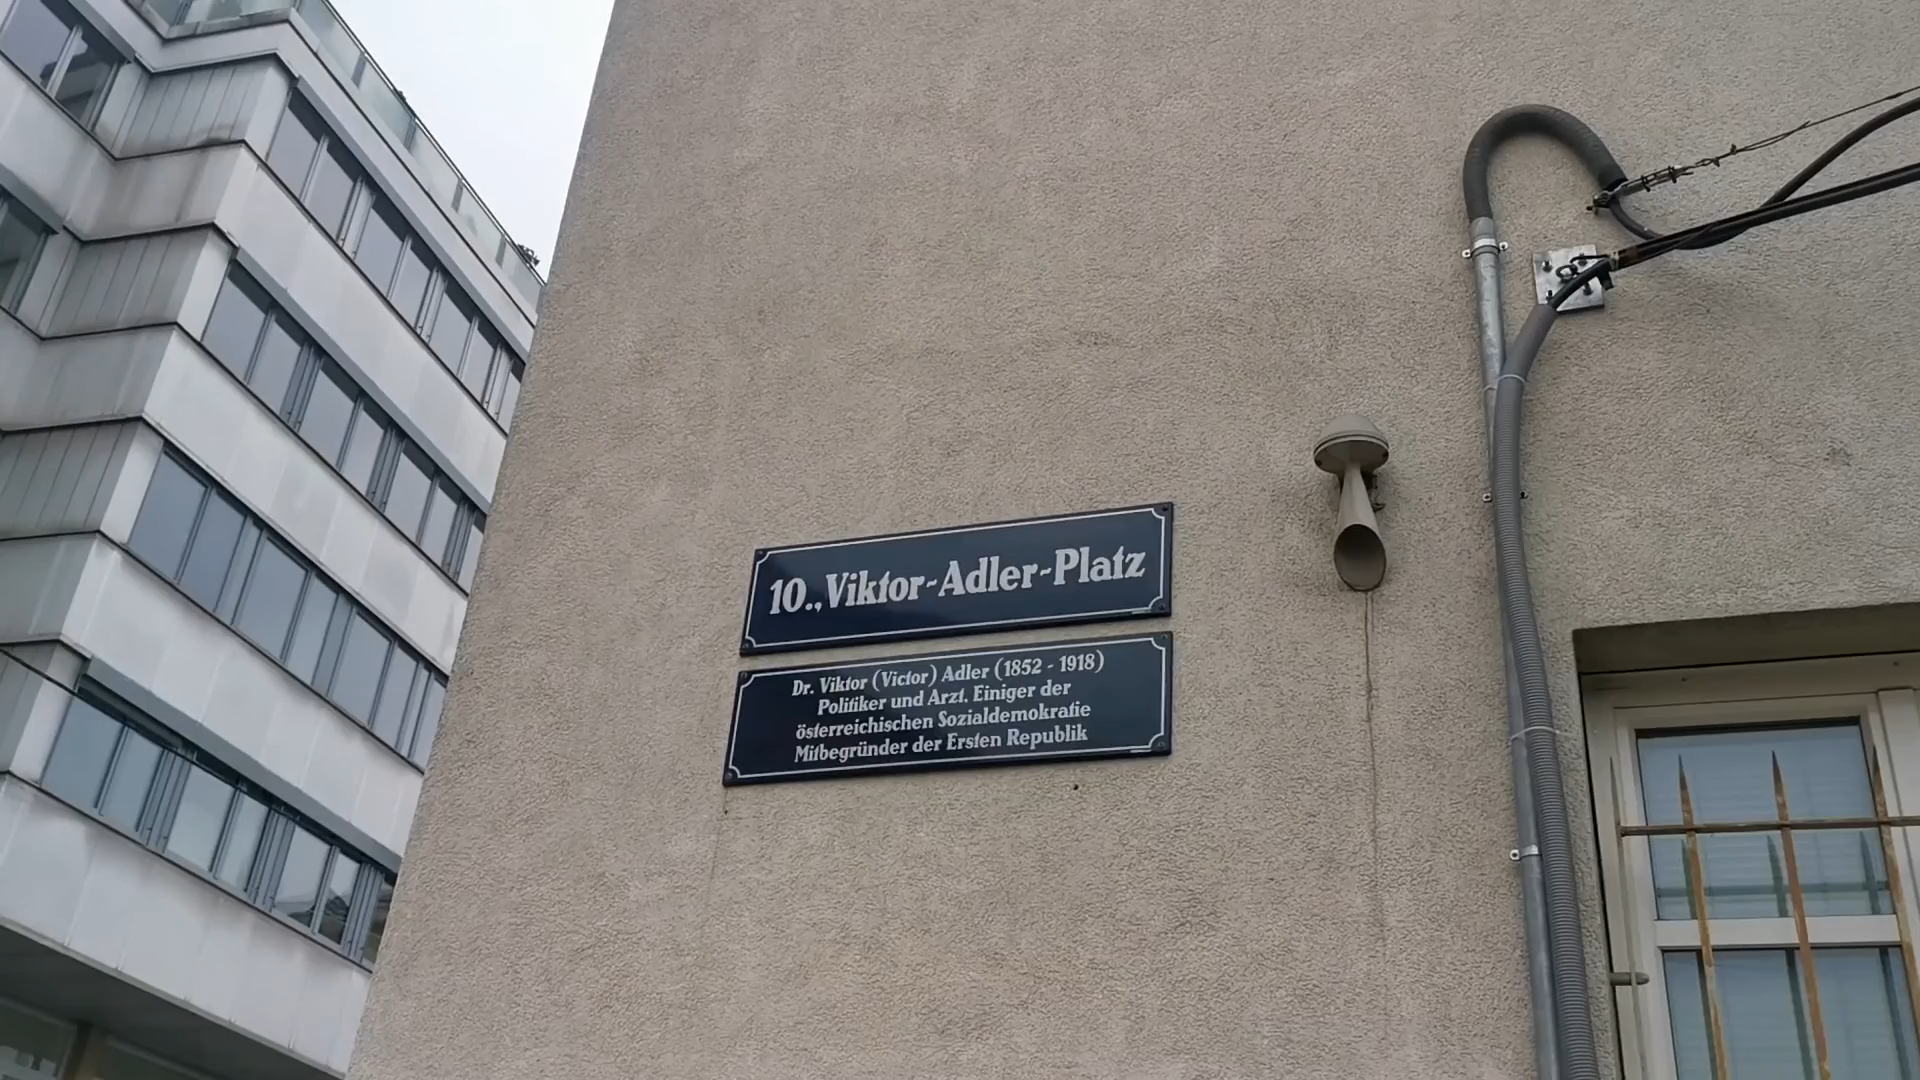 10., Viktor-Adler-Platz
Dr. Viktor (Victor) Adler (1852 - 1918)
Politiker und Arzt. Einiger der
österreichischen Sozialdemokratie
Mitbegründer der Ersten Republik